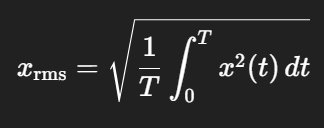 x_rms = √(1/T ∫₀ᵀ x²(t) dt)